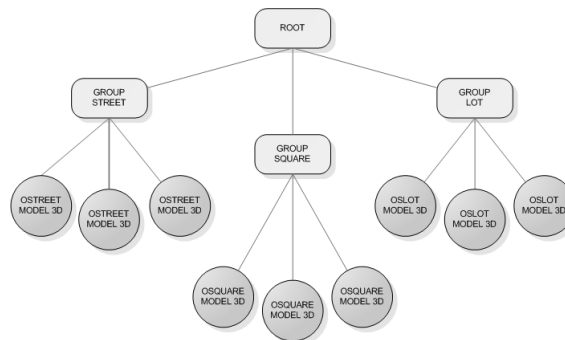 ROOT
GROUP
STREET
GROUP
LOT
GROUP
SQUARE
OSTREET
MODEL 3D
OSTREET
MODEL 3D
OSTREET
MODEL 3D
OSLOT
MODEL 3D
OSLOT
MODEL 3D
OSLOT
MODEL 3D
OSQUARE
MODEL 3D
OSQUARE
MODEL 3D
OSQUARE
MODEL 3D